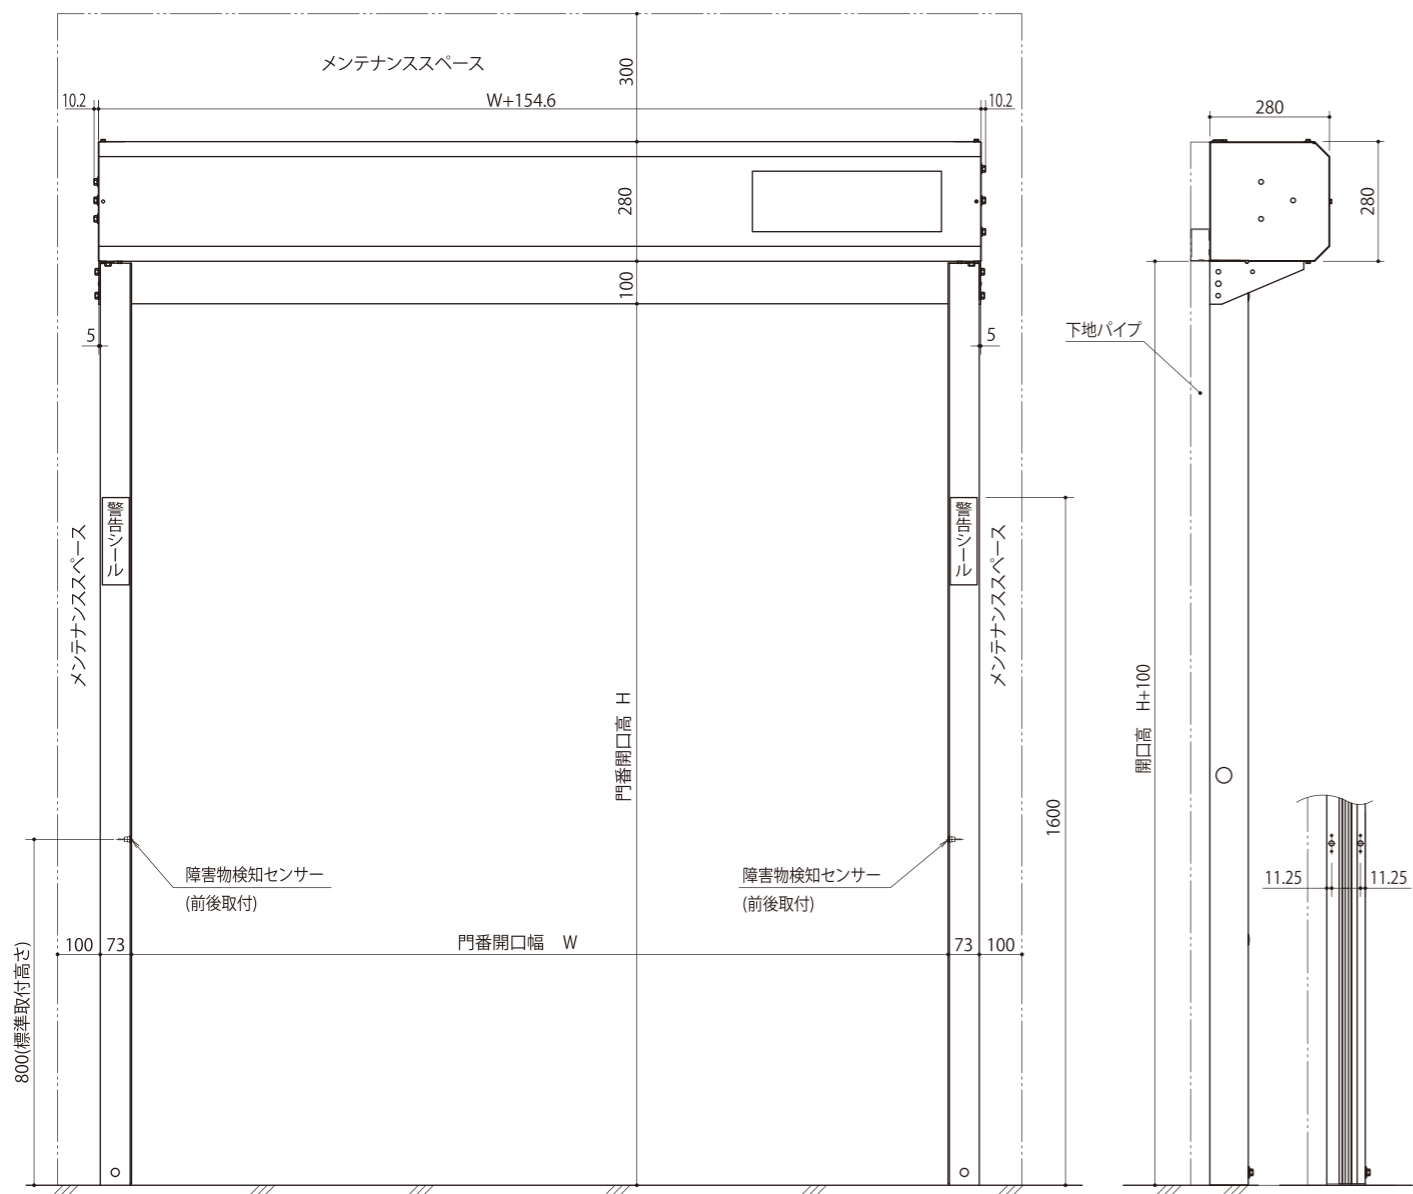 メンテナンススペース
300
10.2
W+154.6
10.2
280
280
280
100
5
5
下地パイプ
警告シール
警告シール
メンテナンススペース
メンテナンススペース
門番開口高 H
開口高 H+100
1600
障害物検知センサー
(前後取付)
障害物検知センサー
(前後取付)
11.25
11.25
100
73
門番開口幅 W
73
100
800(標準取付高さ)